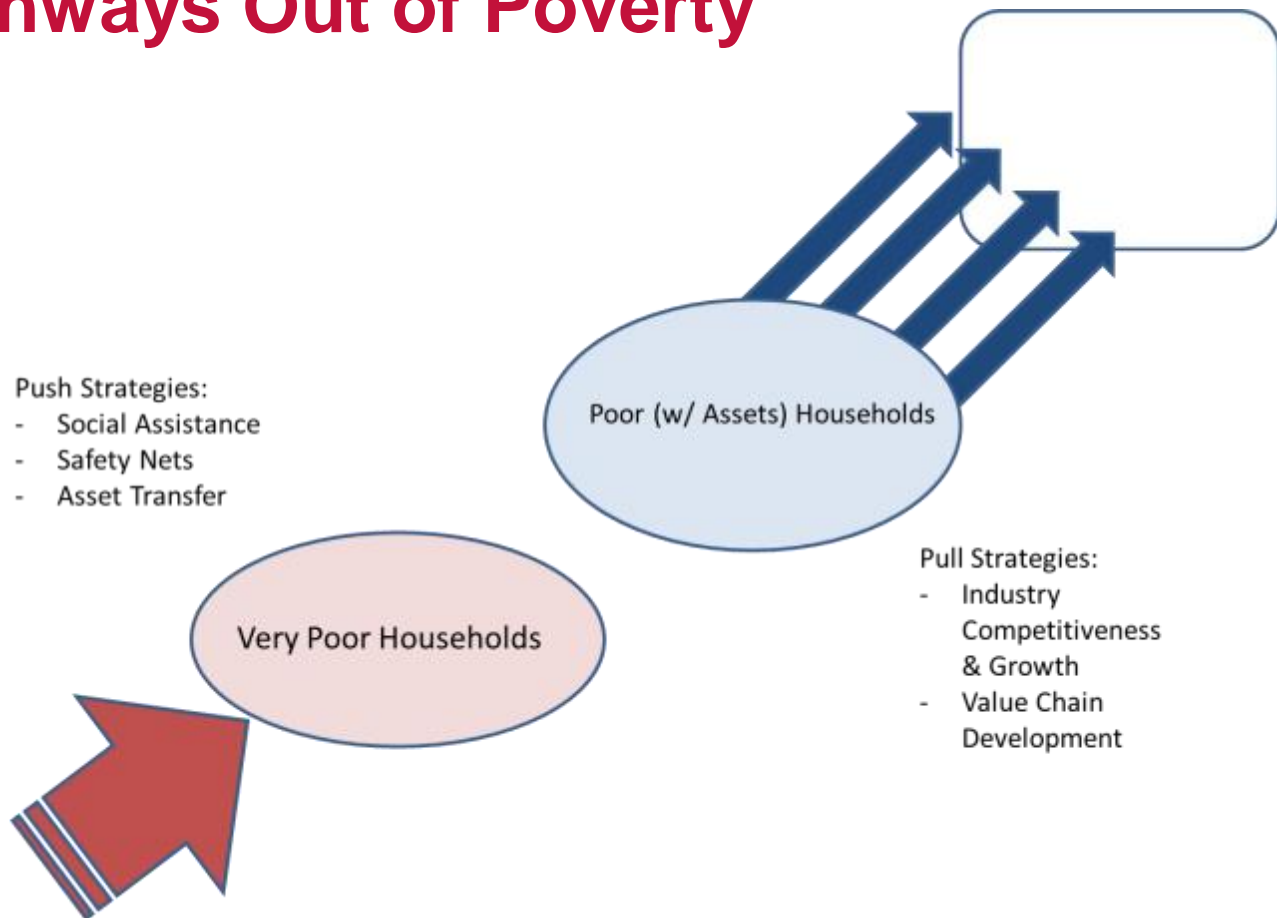 ways Out of Poverty
Push Strategies:
- Social Assistance
- Safety Nets
- Asset Transfer
Poor (w/ Assets) Households
Very Poor Households
Pull Strategies:
- Industry
Competitiveness
& Growth
- Value Chain
Development